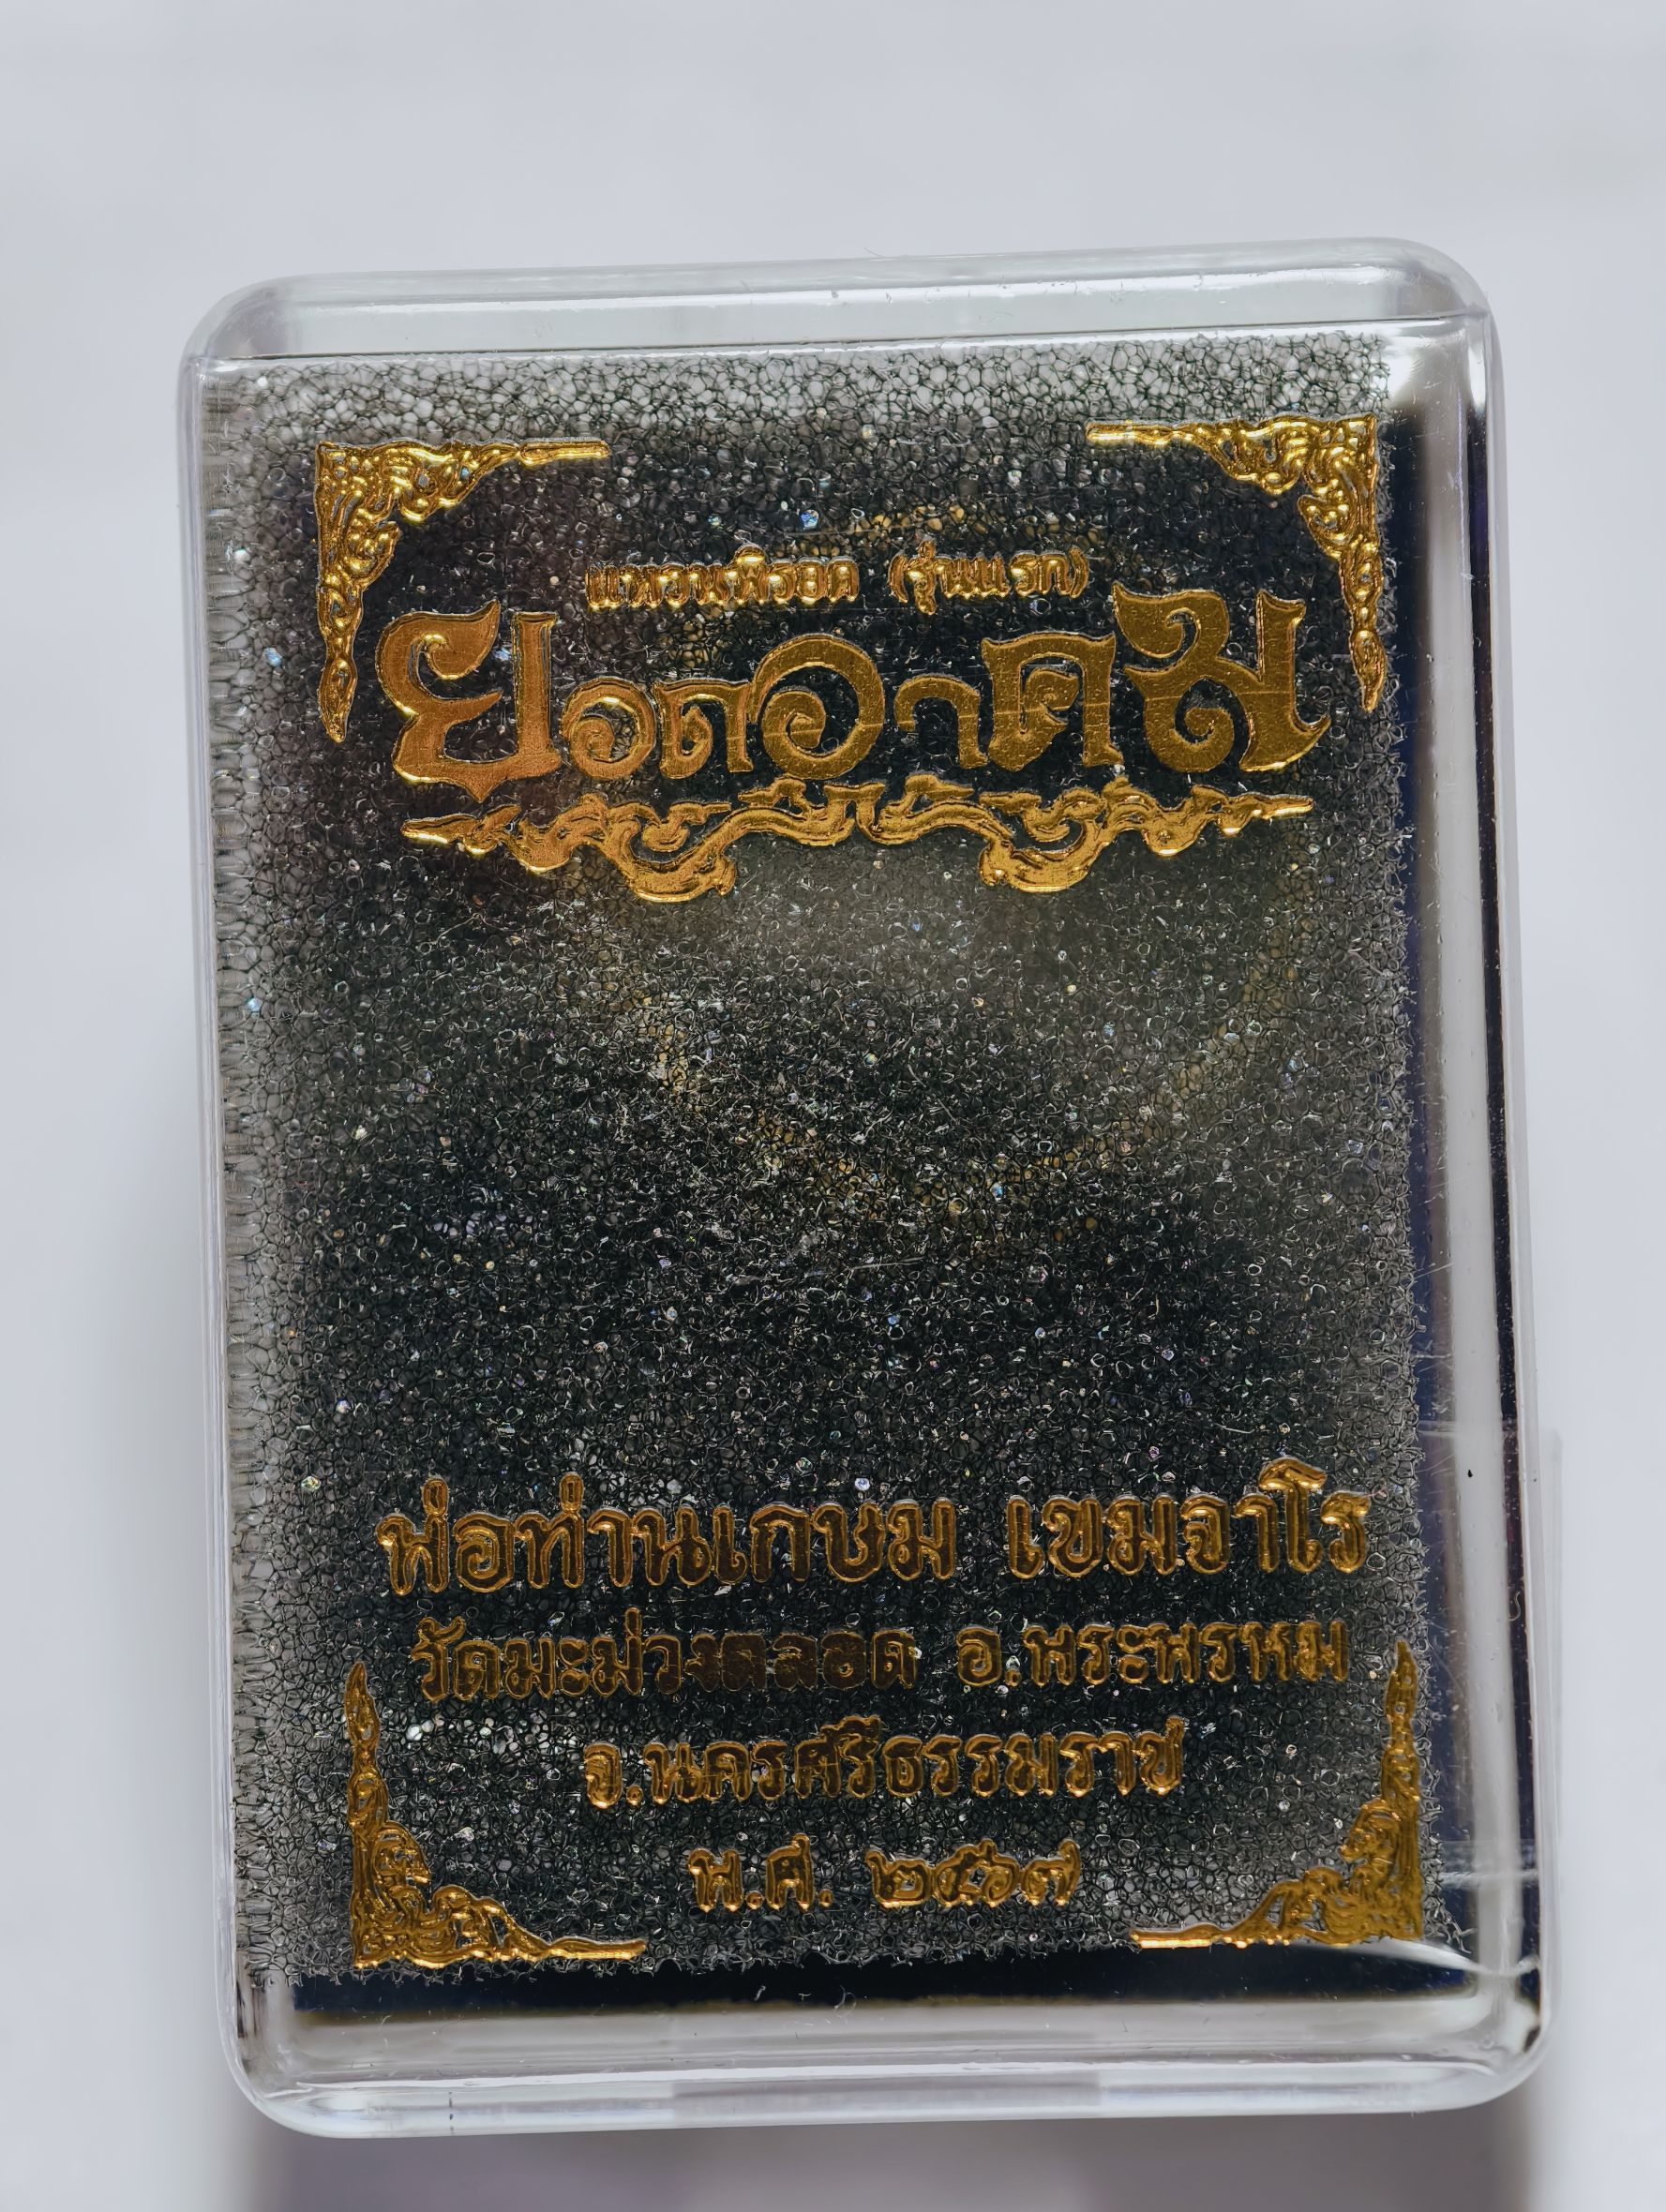 แหวนพิรอด (รุ่นแรก)
ยอดอาคม
พ่อท่านเกษม เขมจาโร
วัดมะม่วงตลอด อ.พระพรหม
จ.นครศรีธรรมราช
พ.ศ. ๒๕๖๗